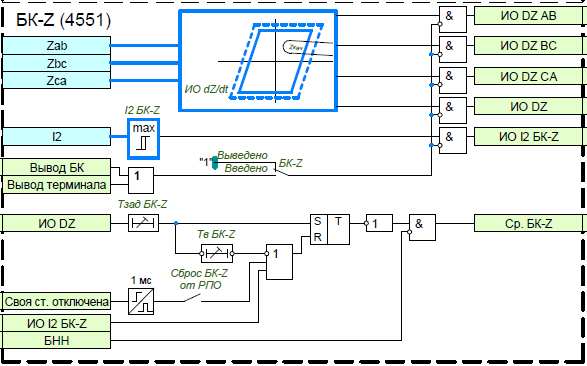 БК-Z (4551)
Zab
Zbc
Zca
Zкач
ИО dZ/dt
&
ИО DZ AB
&
ИО DZ BC
&
ИО DZ CA
&
ИО DZ
&
ИО I2 БК-Z
I2 БК-Z
max
I2
Вывод БК
Вывод терминала
1
"1"
Выведено
Введено
БК-Z
Tзад БК-Z
ИО DZ
Tв БК-Z
S
R
T
1
&
Ср. БК-Z
1
1 мс
Сброс БК-Z
от РПО
Своя ст. отключена
ИО I2 БК-Z
БНН